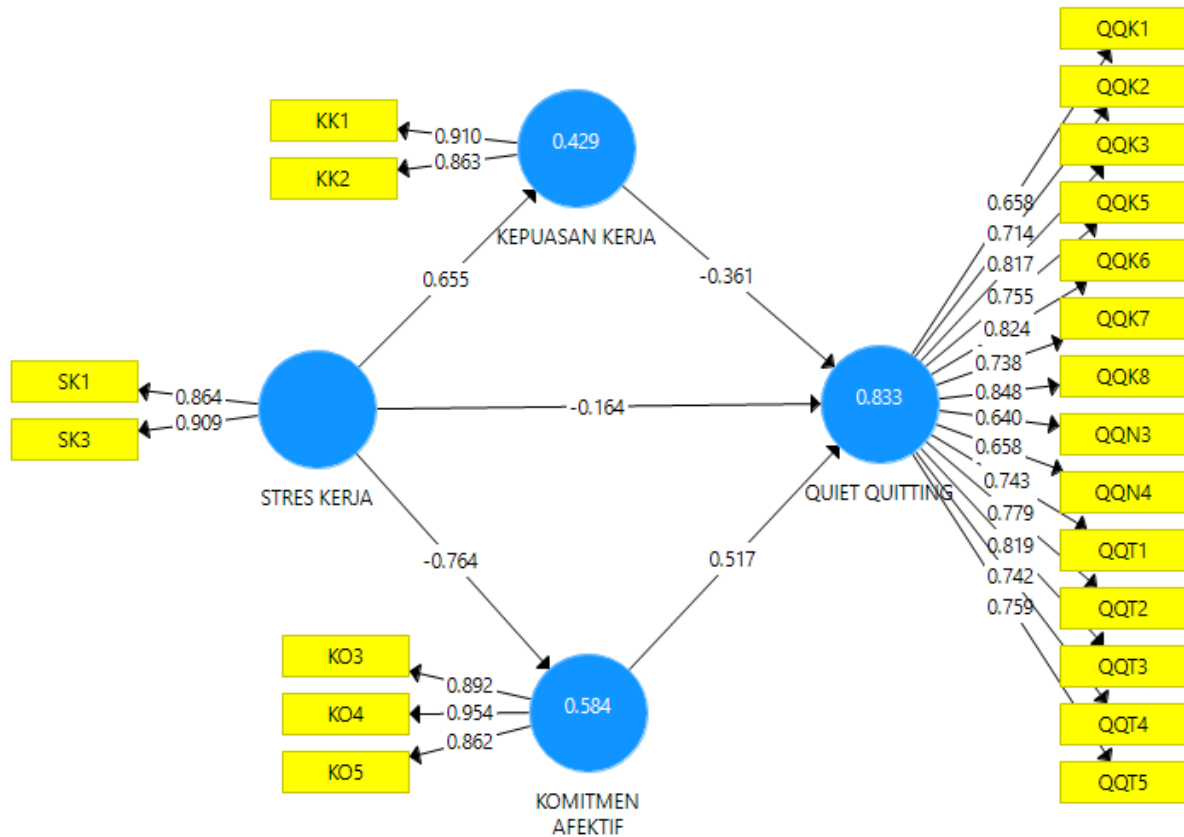 QQK1
QQK2
QQK3
QQK5
QQK6
QQK7
QQK8
QQN3
QQN4
QQT1
QQT2
QQT3
QQT4
QQT5
0.658
0.714
0.817
0.755
0.824
0.738
0.848
0.640
0.658
0.743
0.779
0.819
0.742
0.759
KK1
KK2
0.910
0.863
0.429
KEPUASAN KERJA
0.655
-0.361
SK1
SK3
0.864
0.909
STRES KERJA
-0.164
0.833
QUIET QUITTING
-0.764
0.517
KO3
KO4
KO5
0.892
0.954
0.862
0.584
KOMITMEN
AFEKTIF